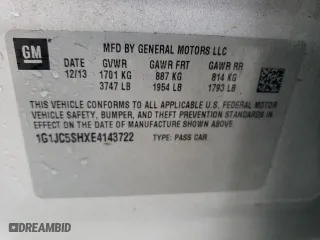 GM
MFD BY GENERAL MOTORS LLC
12/13
GVWR GAWR FRT GAWR RR
1701 KG 887 KG 814 KG
3747 LB 1954 LB 1793 LB
THIS VEHICLE CONFORMS TO ALL APPLICABLE U.S. FEDERAL MOTOR
VEHICLE SAFETY, BUMPER, AND THEFT PREVENTION STANDARDS IN
EFFECT ON THE DATE OF MANUFACTURE SHOWN ABOVE.
1G1JC5SHXE4143722 TYPE: PASS CAR
AUTOBIDCAR